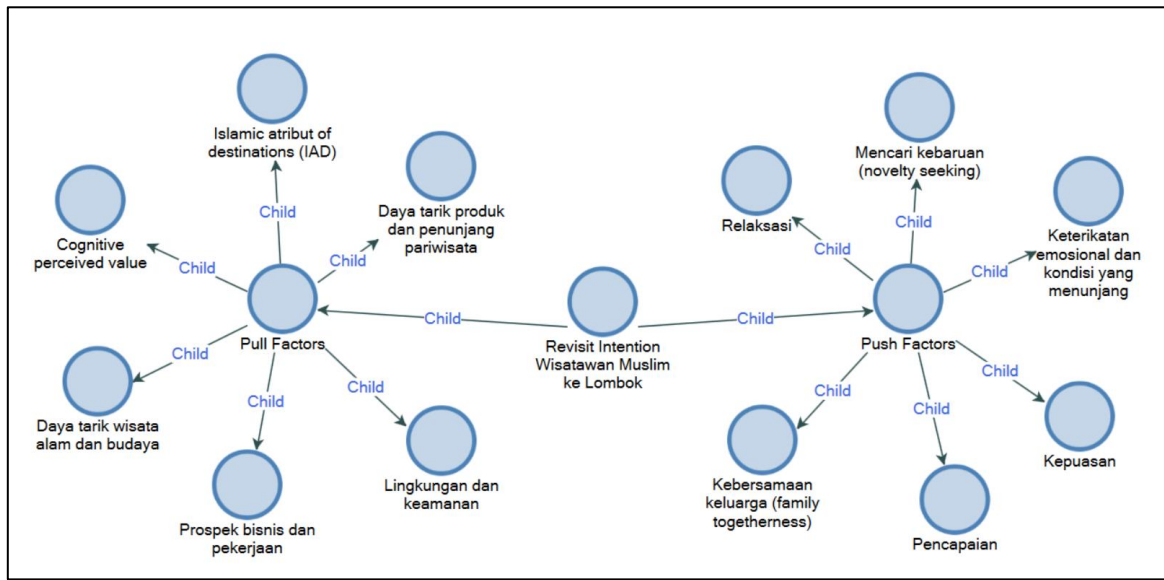 Islamic atribut of
destinations (IAD)
Mencari kebaruan
(novelty seeking)
Daya tarik produk
dan penunjang
pariwisata
Relaksasi
Cognitive
perceived value
Keterikatan
emosional dan
kondisi yang
menunjang
Child
Child
Child
Child
Child
Child
Child
Child
Pull Factors
Revisit Intention
Wisatawan Muslim
ke Lombok
Push Factors
Child
Child
Child
Child
Child
Child
Daya tarik wisata
alam dan budaya
Lingkungan dan
keamanan
Kebersamaan
keluarga (family
togetherness)
Kepuasan
Prospek bisnis dan
pekerjaan
Pencapaian